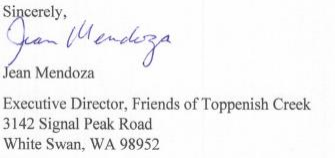 Sincerely,
Jean Mendoza
Jean Mendoza
Executive Director, Friends of Toppenish Creek
3142 Signal Peak Road
White Swan, WA 98952